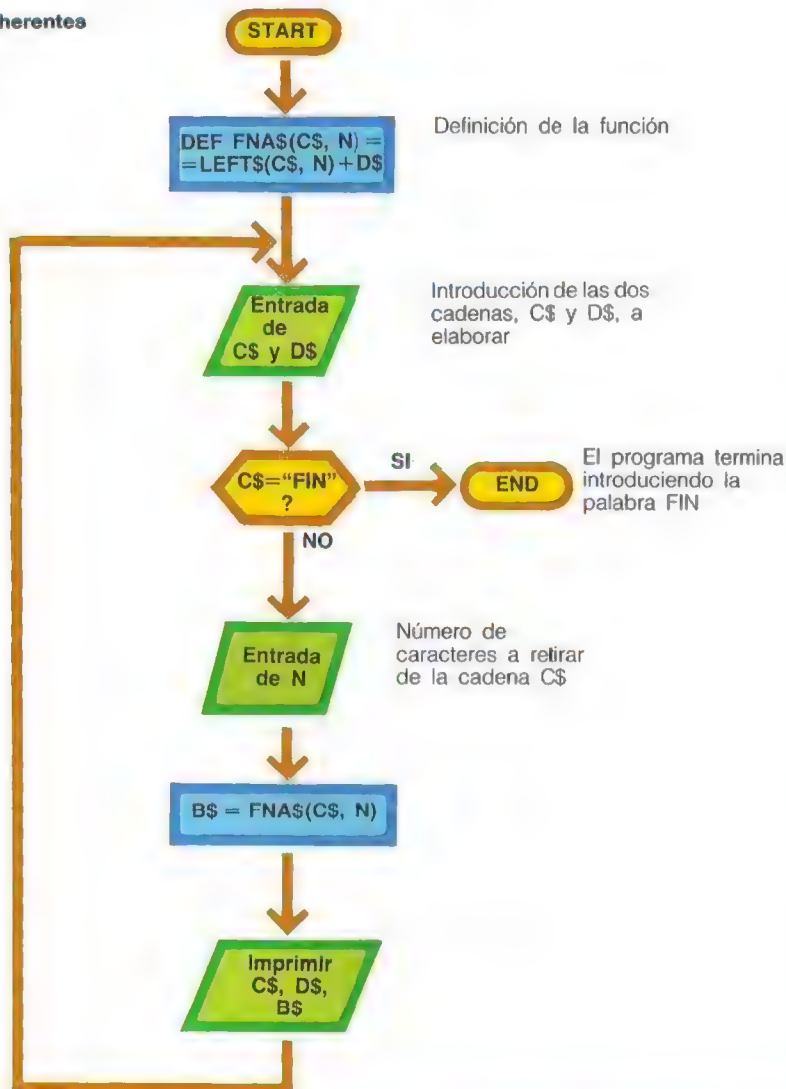 herentes
START
DEF FNA$(C$, N) =
=LEFT$(C$, N)+D$
Definición de la función
Entrada
de
C$ y D$
Introducción de las dos
cadenas, C$ y D$, a
elaborar
C$="FIN"
?
SI
END
El programa termina
introduciendo la
palabra FIN
NO
Entrada
de N
Número de
caracteres a retirar
de la cadena C$
B$ = FNA$(C$, N)
Imprimir
C$, D$,
B$